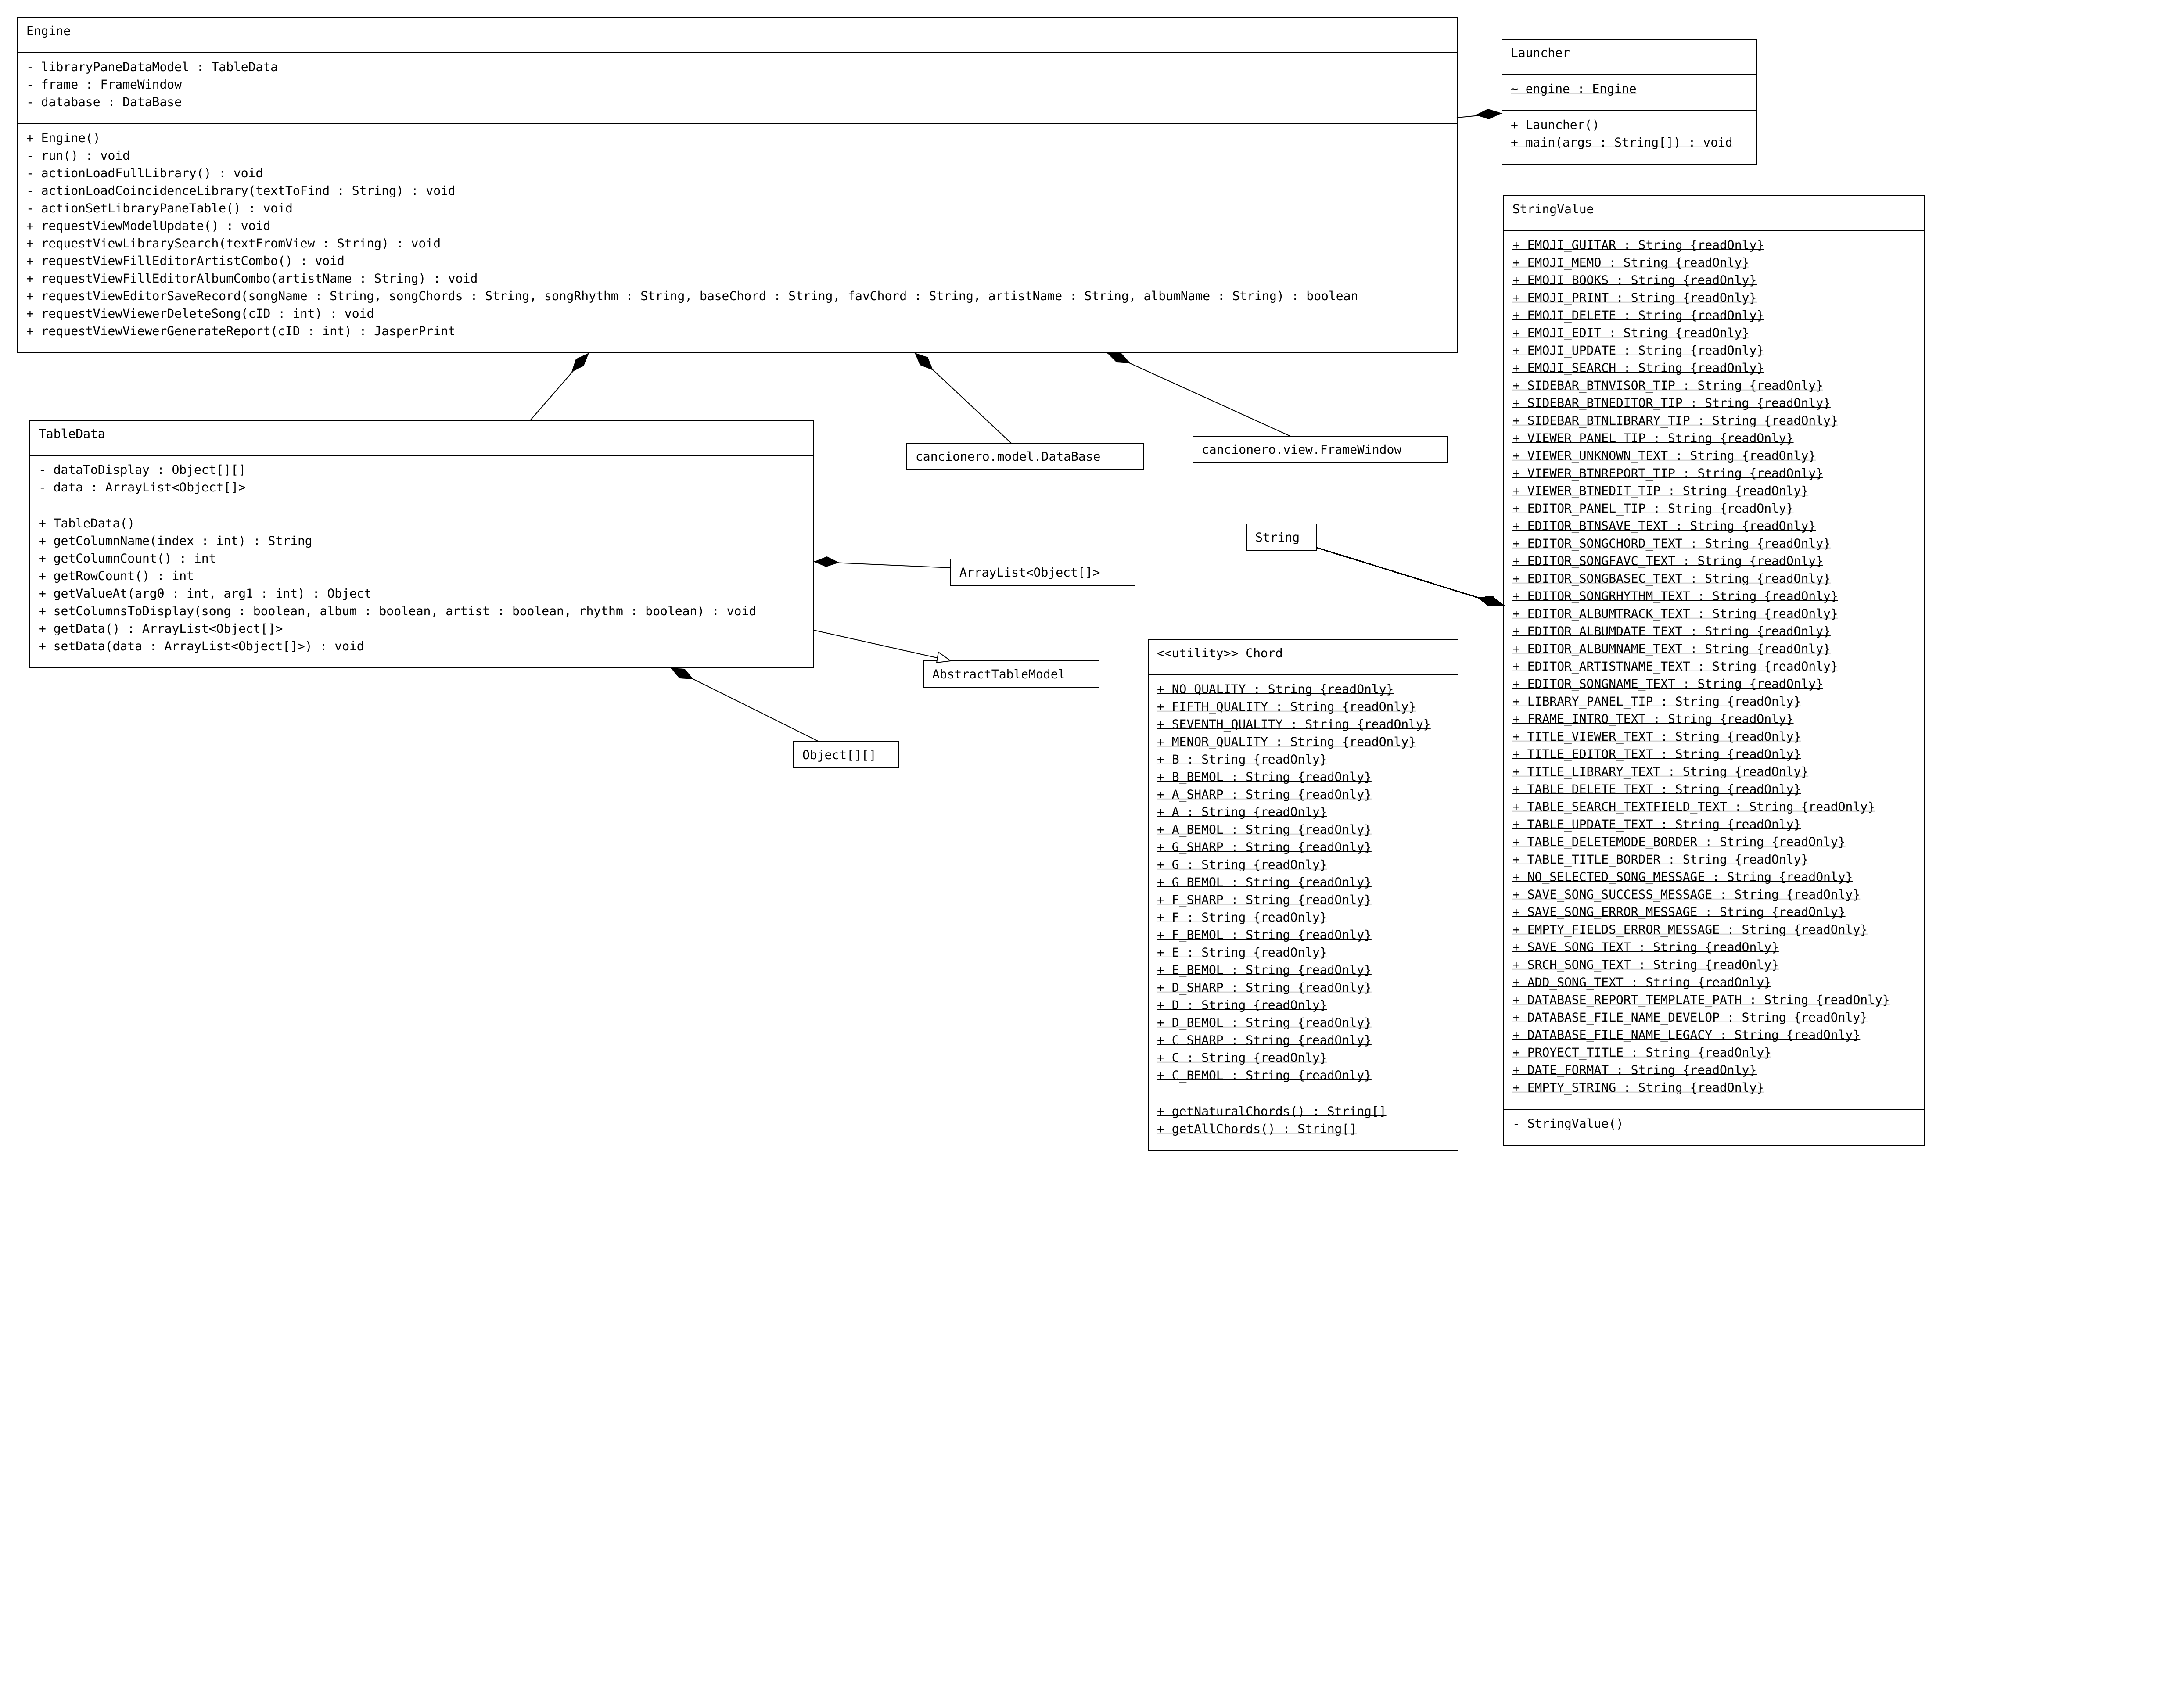 Engine
- libraryPaneDataModel : TableData
- frame : FrameWindow
- database : DataBase
+ Engine()
- run() : void
- actionLoadFullLibrary() : void
- actionLoadCoincidenceLibrary(textToFind : String) : void
- actionSetLibraryPaneTable() : void
+ requestViewModelUpdate() : void
+ requestViewLibrarySearch(textFromView : String) : void
+ requestViewFillEditorArtistCombo() : void
+ requestViewFillEditorAlbumCombo(artistName : String) : void
+ requestViewEditorSaveRecord(songName : String, songChords : String, songRhythm : String, baseChord : String, favChord : String, artistName : String, albumName : String) : boolean
+ requestViewViewerDeleteSong(cID : int) : void
+ requestViewViewerGenerateReport(cID : int) : JasperPrint
Launcher
~ engine : Engine
+ Launcher()
+ main(args : String[]) : void
TableData
- dataToDisplay : Object[][]
- data : ArrayList<Object[]>
+ TableData()
+ getColumnName(index : int) : String
+ getColumnCount() : int
+ getRowCount() : int
+ getValueAt(arg0 : int, arg1 : int) : Object
+ setColumnsToDisplay(song : boolean, album : boolean, artist : boolean, rhythm : boolean) : void
+ getData() : ArrayList<Object[]>
+ setData(data : ArrayList<Object[]>) : void
cancionero.model.DataBase
cancionero.view.FrameWindow
String
ArrayList<Object[]>
AbstractTableModel
Object[][]
<<utility>> Chord
+ NO_QUALITY : String {readOnly}
+ FIFTH_QUALITY : String {readOnly}
+ SEVENTH_QUALITY : String {readOnly}
+ MENOR_QUALITY : String {readOnly}
+ B : String {readOnly}
+ B_BEMOL : String {readOnly}
+ A_SHARP : String {readOnly}
+ A : String {readOnly}
+ A_BEMOL : String {readOnly}
+ G_SHARP : String {readOnly}
+ G : String {readOnly}
+ G_BEMOL : String {readOnly}
+ F_SHARP : String {readOnly}
+ F : String {readOnly}
+ F_BEMOL : String {readOnly}
+ E : String {readOnly}
+ E_BEMOL : String {readOnly}
+ D_SHARP : String {readOnly}
+ D : String {readOnly}
+ D_BEMOL : String {readOnly}
+ C_SHARP : String {readOnly}
+ C : String {readOnly}
+ C_BEMOL : String {readOnly}
+ getNaturalChords() : String[]
+ getAllChords() : String[]
StringValue
+ EMOJI_GUITAR : String {readOnly}
+ EMOJI_MEMO : String {readOnly}
+ EMOJI_BOOKS : String {readOnly}
+ EMOJI_PRINT : String {readOnly}
+ EMOJI_DELETE : String {readOnly}
+ EMOJI_EDIT : String {readOnly}
+ EMOJI_UPDATE : String {readOnly}
+ EMOJI_SEARCH : String {readOnly}
+ SIDEBAR_BTNVISOR_TIP : String {readOnly}
+ SIDEBAR_BTNEDITOR_TIP : String {readOnly}
+ SIDEBAR_BTNLIBRARY_TIP : String {readOnly}
+ VIEWER_PANEL_TIP : String {readOnly}
+ VIEWER_UNKNOWN_TEXT : String {readOnly}
+ VIEWER_BTNREPORT_TIP : String {readOnly}
+ VIEWER_BTNEDIT_TIP : String {readOnly}
+ EDITOR_PANEL_TIP : String {readOnly}
+ EDITOR_BTNSAVE_TEXT : String {readOnly}
+ EDITOR_SONGCHORD_TEXT : String {readOnly}
+ EDITOR_SONGFAVC_TEXT : String {readOnly}
+ EDITOR_SONGBASEC_TEXT : String {readOnly}
+ EDITOR_SONGRHYTHM_TEXT : String {readOnly}
+ EDITOR_ALBUMTRACK_TEXT : String {readOnly}
+ EDITOR_ALBUMDATE_TEXT : String {readOnly}
+ EDITOR_ALBUMNAME_TEXT : String {readOnly}
+ EDITOR_ARTISTNAME_TEXT : String {readOnly}
+ EDITOR_SONGNAME_TEXT : String {readOnly}
+ LIBRARY_PANEL_TIP : String {readOnly}
+ FRAME_INTRO_TEXT : String {readOnly}
+ TITLE_VIEWER_TEXT : String {readOnly}
+ TITLE_EDITOR_TEXT : String {readOnly}
+ TITLE_LIBRARY_TEXT : String {readOnly}
+ TABLE_DELETE_TEXT : String {readOnly}
+ TABLE_SEARCH_TEXTFIELD_TEXT : String {readOnly}
+ TABLE_UPDATE_TEXT : String {readOnly}
+ TABLE_DELETEMODE_BORDER : String {readOnly}
+ TABLE_TITLE_BORDER : String {readOnly}
+ NO_SELECTED_SONG_MESSAGE : String {readOnly}
+ SAVE_SONG_SUCCESS_MESSAGE : String {readOnly}
+ SAVE_SONG_ERROR_MESSAGE : String {readOnly}
+ EMPTY_FIELDS_ERROR_MESSAGE : String {readOnly}
+ SAVE_SONG_TEXT : String {readOnly}
+ SRCH_SONG_TEXT : String {readOnly}
+ ADD_SONG_TEXT : String {readOnly}
+ DATABASE_REPORT_TEMPLATE_PATH : String {readOnly}
+ DATABASE_FILE_NAME_DEVELOP : String {readOnly}
+ DATABASE_FILE_NAME_LEGACY : String {readOnly}
+ PROYECT_TITLE : String {readOnly}
+ DATE_FORMAT : String {readOnly}
+ EMPTY_STRING : String {readOnly}
- StringValue()